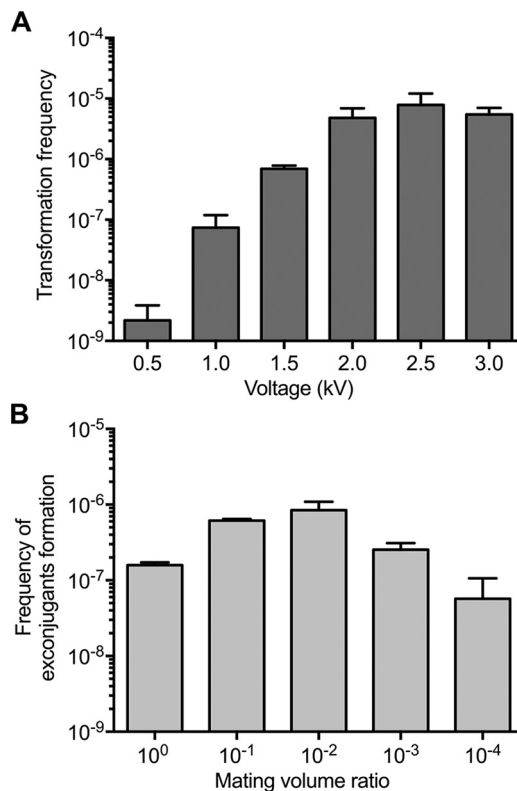 A
Transformation frequency
10⁻⁴
10⁻⁵
10⁻⁶
10⁻⁷
10⁻⁸
10⁻⁹
0.5 1.0 1.5 2.0 2.5 3.0
Voltage (kV)
B
Frequency of
exconjugants formation
10⁻⁵
10⁻⁶
10⁻⁷
10⁻⁸
10⁻⁹
10⁰ 10⁻¹ 10⁻² 10⁻³ 10⁻⁴
Mating volume ratio